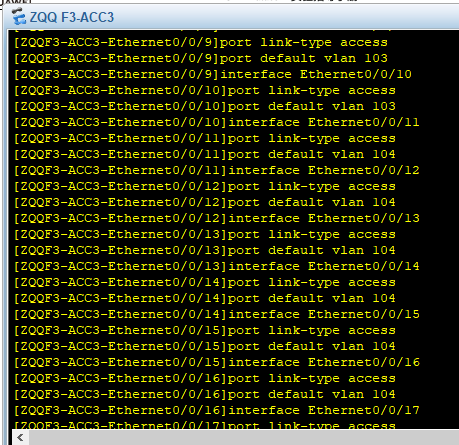 ZQQ F3-ACC3
[ZQQF3-ACC3-Ethernet0/0/9]port link-type access
[ZQQF3-ACC3-Ethernet0/0/9]port default vlan 103
[ZQQF3-ACC3-Ethernet0/0/9]interface Ethernet0/0/10
[ZQQF3-ACC3-Ethernet0/0/10]port link-type access
[ZQQF3-ACC3-Ethernet0/0/10]port default vlan 103
[ZQQF3-ACC3-Ethernet0/0/10]interface Ethernet0/0/11
[ZQQF3-ACC3-Ethernet0/0/11]port link-type access
[ZQQF3-ACC3-Ethernet0/0/11]port default vlan 104
[ZQQF3-ACC3-Ethernet0/0/11]interface Ethernet0/0/12
[ZQQF3-ACC3-Ethernet0/0/12]port link-type access
[ZQQF3-ACC3-Ethernet0/0/12]port default vlan 104
[ZQQF3-ACC3-Ethernet0/0/12]interface Ethernet0/0/13
[ZQQF3-ACC3-Ethernet0/0/13]port link-type access
[ZQQF3-ACC3-Ethernet0/0/13]port default vlan 104
[ZQQF3-ACC3-Ethernet0/0/13]interface Ethernet0/0/14
[ZQQF3-ACC3-Ethernet0/0/14]port link-type access
[ZQQF3-ACC3-Ethernet0/0/14]port default vlan 104
[ZQQF3-ACC3-Ethernet0/0/14]interface Ethernet0/0/15
[ZQQF3-ACC3-Ethernet0/0/15]port link-type access
[ZQQF3-ACC3-Ethernet0/0/15]port default vlan 104
[ZQQF3-ACC3-Ethernet0/0/15]interface Ethernet0/0/16
[ZQQF3-ACC3-Ethernet0/0/16]port link-type access
[ZQQF3-ACC3-Ethernet0/0/16]port default vlan 104
[ZQQF3-ACC3-Ethernet0/0/16]interface Ethernet0/0/17
[ZQQF3-ACC3-Ethernet0/0/17]port link-type access